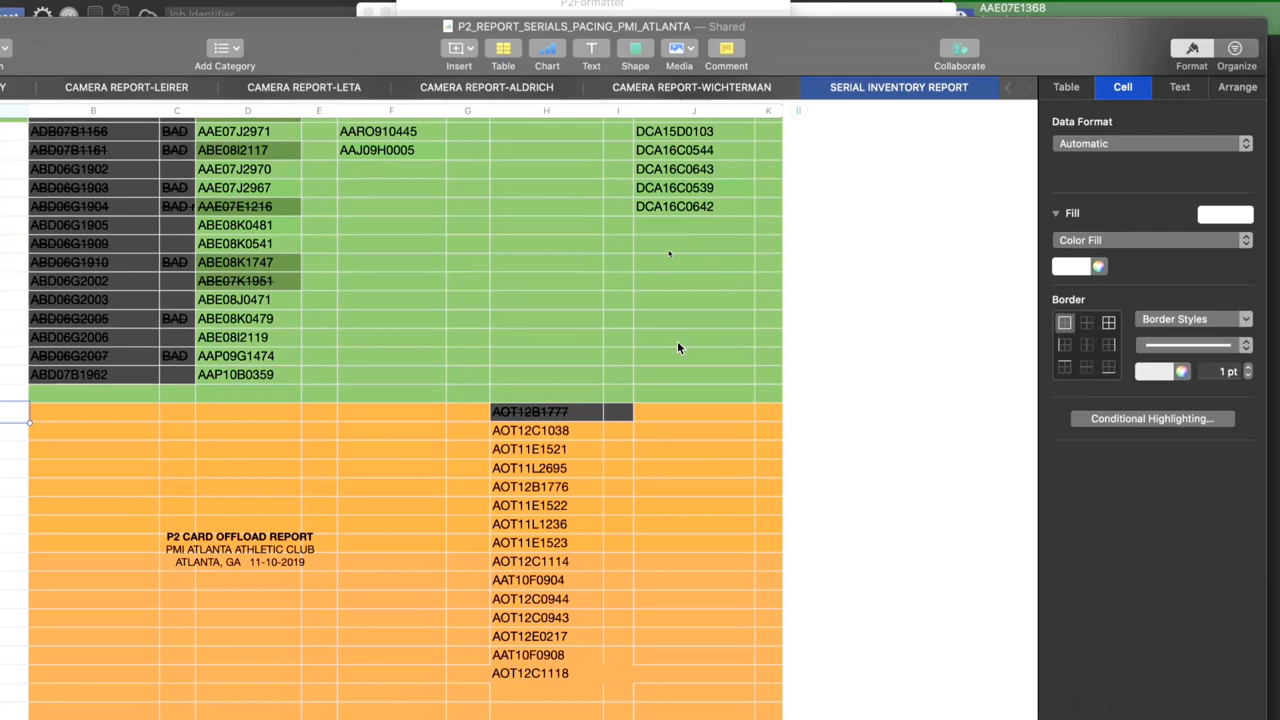 Job Identifier
P2Formatter
AAE07E1368
P2_REPORT_SERIALS_PACING_PMI_ATLANTA — Shared
Add Category
Insert
Table
Chart
Text
Shape
Media
Comment
Collaborate
Format
Organize
Y
CAMERA REPORT-LEIRER
CAMERA REPORT-LETA
CAMERA REPORT-ALDRICH
CAMERA REPORT-WICHTERMAN
SERIAL INVENTORY REPORT
Table Cell Text Arrange
B C D E F G H I J K
ADB07B1156 BAD AAE07J2971 AARO910445 DCA15D0103
ABD07B1161 BAD ABE08I2117 AAJ09H0005 DCA16C0544
ABD06G1902 AAE07J2970 DCA16C0643
ABD06G1903 BAD AAE07J2967 DCA16C0539
ABD06G1904 BAD r AAE07E1216 DCA16C0642
ABD06G1905 ABE08K0481
ABD06G1909 ABE08K0541
ABD06G1910 BAD ABE08K1747
ABD06G2002 ABE07K1951
ABD06G2003 ABE08J0471
ABD06G2005 BAD ABE08K0479
ABD06G2006 ABE08I2119
ABD06G2007 BAD AAP09G1474
ABD07B1962 AAP10B0359
AOT12B1777
AOT12C1038
AOT11E1521
AOT11L2695
AOT12B1776
AOT11E1522
AOT11L1236
AOT11E1523
AOT12C1114
AAT10F0904
AOT12C0944
AOT12C0943
AOT12E0217
AAT10F0908
AOT12C1118
P2 CARD OFFLOAD REPORT
PMI ATLANTA ATHLETIC CLUB
ATLANTA, GA 11-10-2019
Data Format
Automatic
Fill
Color Fill
Border
Border Styles
1 pt
Conditional Highlighting...